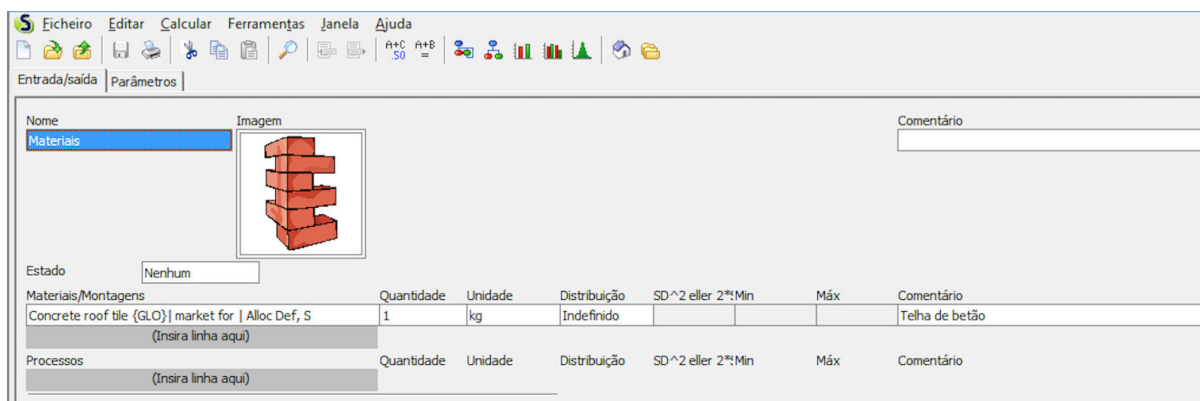 Ficheiro Editar Calcular Ferramentas Janela Ajuda
A+C .50 A+B =
Entrada/saída Parâmetros
Nome Imagem Comentário
Materiais
Estado Nenhum
Materiais/Montagens Quantidade Unidade Distribuição SD^2 eller 2*: Min Máx Comentário
Concrete roof tile {GLO}| market for | Alloc Def, S 1 kg Indefinido Telha de betão
(Insira linha aqui)
Processos Quantidade Unidade Distribuição SD^2 eller 2*: Min Máx Comentário
(Insira linha aqui)